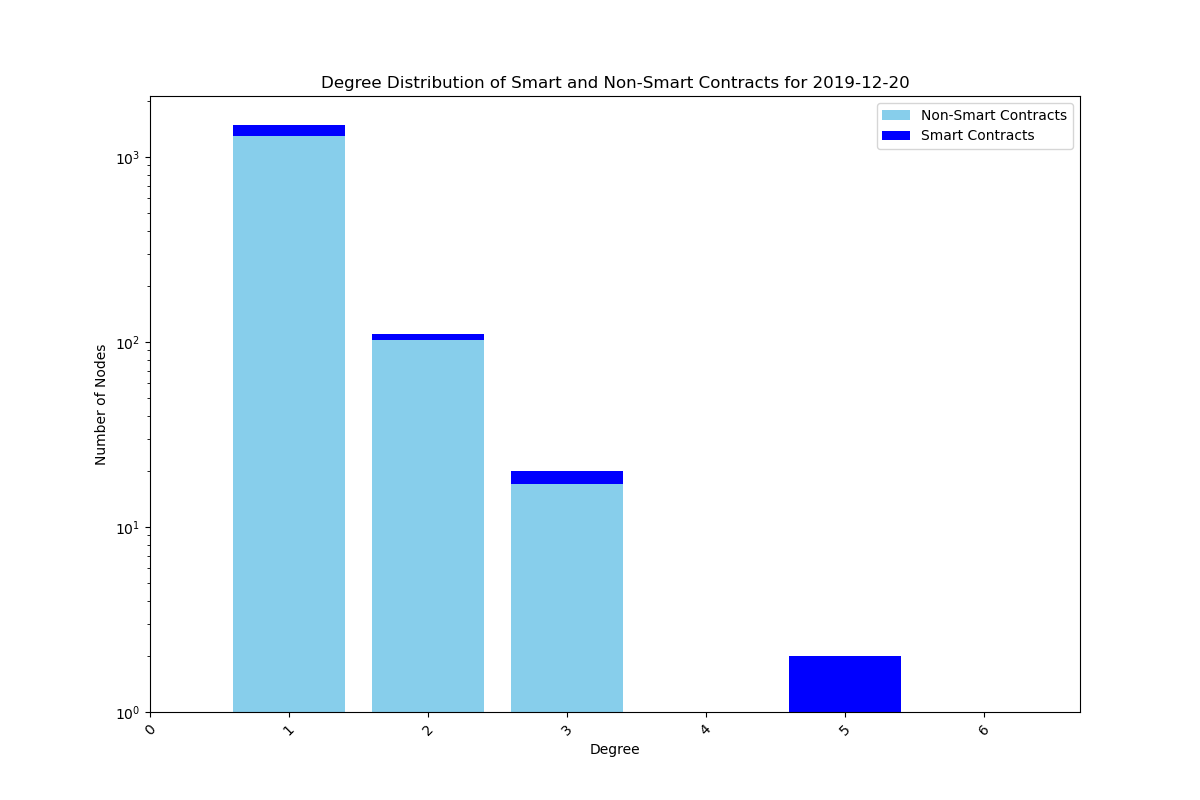 Degree Distribution of Smart and Non-Smart Contracts for 2019-12-20
Non-Smart Contracts
Smart Contracts
Number of Nodes
10³
10²
10¹
10⁰
0 1 2 3 4 5 6
Degree